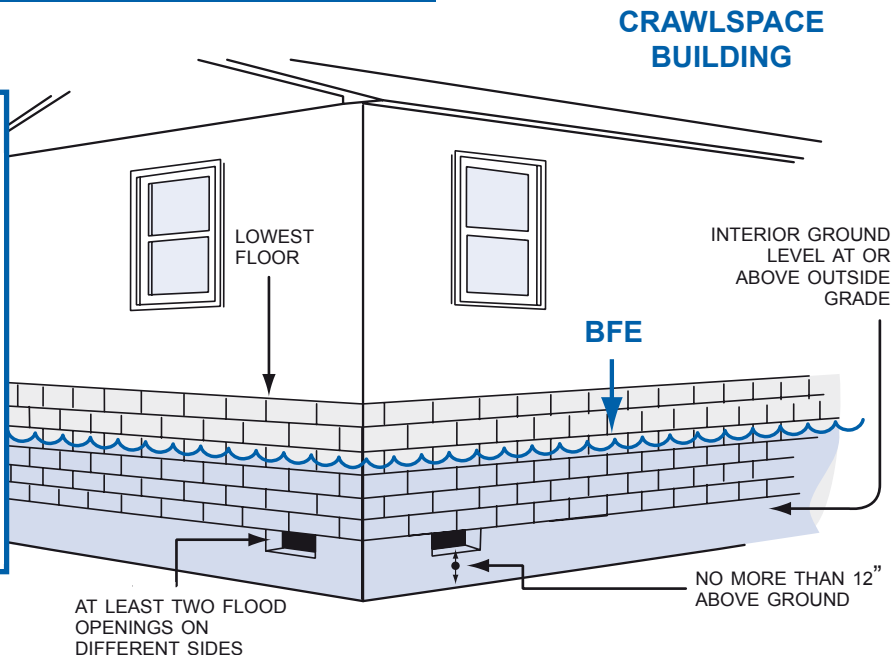 CRAWLSPACE
BUILDING
LOWEST
FLOOR
INTERIOR GROUND
LEVEL AT OR
ABOVE OUTSIDE
GRADE
BFE
NO MORE THAN 12”
ABOVE GROUND
AT LEAST TWO FLOOD
OPENINGS ON
DIFFERENT SIDES